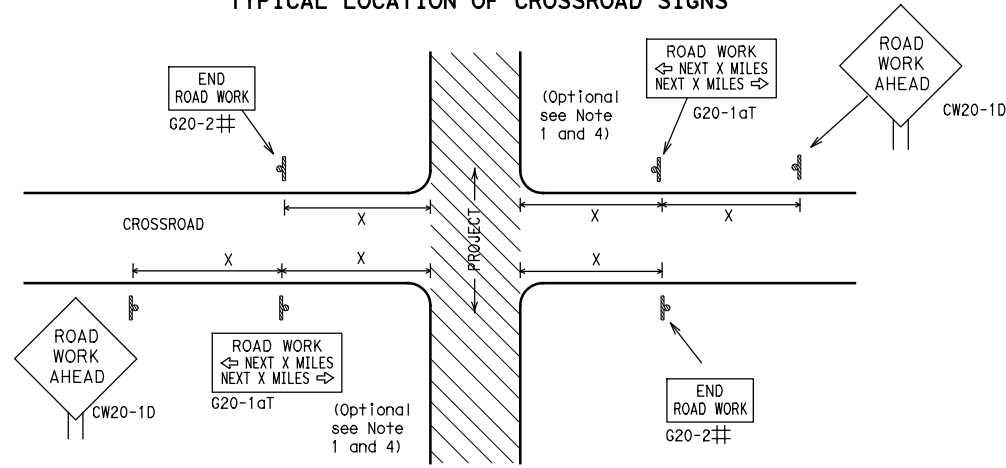 TYPICAL LOCATION OF CROSSROAD SIGNS
END
ROAD WORK
G20-2#
(Optional
see Note
1 and 4)
ROAD WORK
⇦ NEXT X MILES
NEXT X MILES ⇨
G20-1aT
ROAD
WORK
AHEAD
CW20-1D
X
X
X
CROSSROAD
PROJECT
X
X
X
ROAD
WORK
AHEAD
CW20-1D
ROAD WORK
⇦ NEXT X MILES
NEXT X MILES ⇨
G20-1aT
(Optional
see Note
1 and 4)
END
ROAD WORK
G20-2#